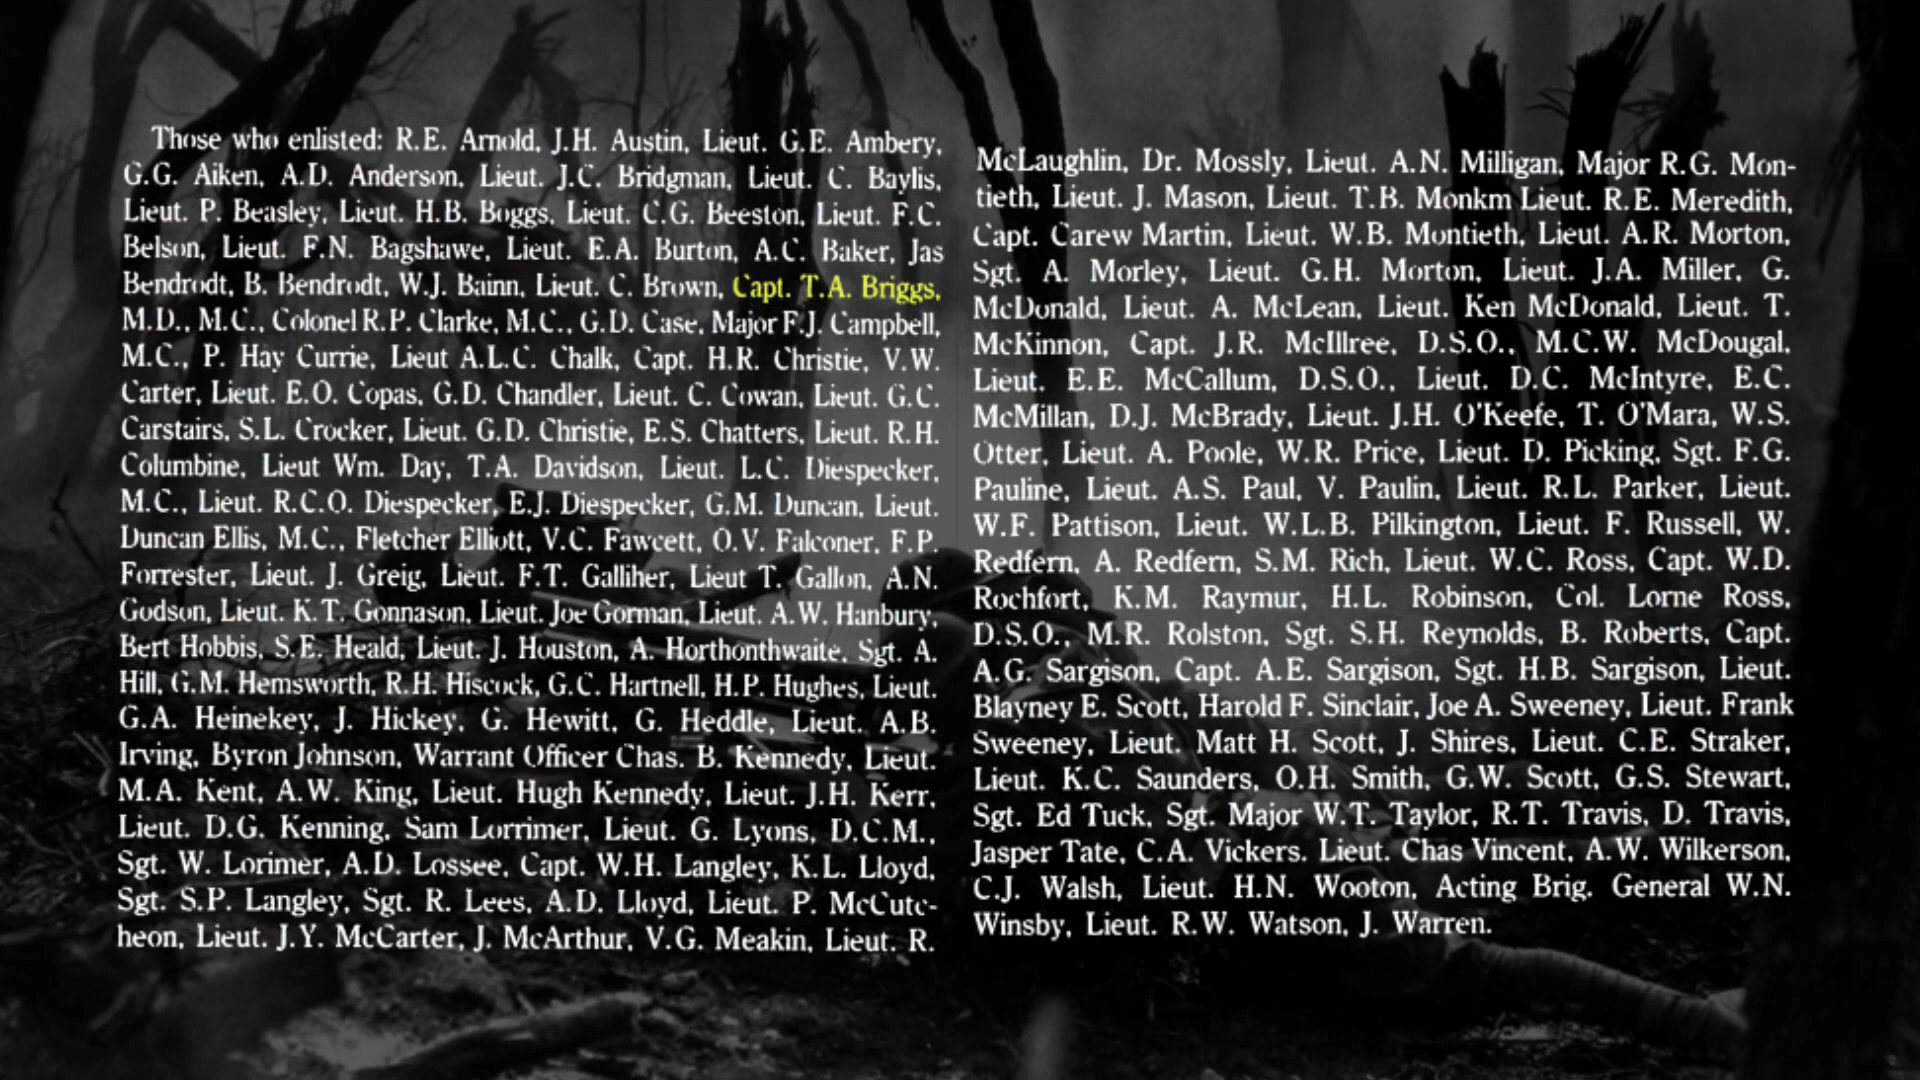 Those who enlisted: R.E. Arnold, J.H. Austin, Lieut. G.E. Ambery,
G.G. Aiken, A.D. Anderson, Lieut. J.C. Bridgman, Lieut. C. Baylis,
Lieut. P. Beasley, Lieut. H.B. Boggs, Lieut. C.G. Beeston, Lieut. F.C.
Belson, Lieut. F.N. Bagshawe, Lieut. E.A. Burton, A.C. Baker, Jas
Bendrodt, B. Bendrodt, W.J. Bainn, Lieut. C. Brown, Capt. T.A. Briggs,
M.D., M.C., Colonel R.P. Clarke, M.C., G.D. Case, Major F.J. Campbell,
M.C., P. Hay Currie, Lieut A.L.C. Chalk, Capt. H.R. Christie, V.W.
Carter, Lieut. E.O. Copas, G.D. Chandler, Lieut. C. Cowan, Lieut. G.C.
Carstairs, S.L. Crocker, Lieut. G.D. Christie, E.S. Chatters, Lieut. R.H.
Columbine, Lieut Wm. Day, T.A. Davidson, Lieut. L.C. Diespecker,
M.C., Lieut. R.C.O. Diespecker, E.J. Diespecker, G.M. Duncan, Lieut.
Duncan Ellis, M.C., Fletcher Elliott, V.C. Fawcett, O.V. Falconer, F.P.
Forrester, Lieut. J. Greig, Lieut. F.T. Galliher, Lieut T. Gallon, A.N.
Godson, Lieut. K.T. Gonnason, Lieut. Joe Gorman, Lieut. A.W. Hanbury,
Bert Hobbis, S.E. Heald, Lieut. J. Houston, A. Horthonthwaite, Sgt. A.
Hill, G.M. Hemsworth, R.H. Hiscock, G.C. Hartnell, H.P. Hughes, Lieut.
G.A. Heinekey, J. Hickey, G. Hewitt, G. Heddle, Lieut. A.B.
Irving, Byron Johnson, Warrant Officer Chas. B. Kennedy, Lieut.
M.A. Kent, A.W. King, Lieut. Hugh Kennedy, Lieut. J.H. Kerr,
Lieut. D.G. Kenning, Sam Lorrimer, Lieut. G. Lyons, D.C.M.,
Sgt. W. Lorimer, A.D. Lossee, Capt. W.H. Langley, K.L. Lloyd,
Sgt. S.P. Langley, Sgt. R. Lees, A.D. Lloyd, Lieut. P. McCutc-
heon, Lieut. J.Y. McCarter, J. McArthur, V.G. Meakin, Lieut. R.
McLaughlin, Dr. Mossly, Lieut. A.N. Milligan, Major R.G. Mon-
tieth, Lieut. J. Mason, Lieut. T.B. Monkm Lieut. R.E. Meredith,
Capt. Carew Martin, Lieut. W.B. Montieth, Lieut. A.R. Morton,
Sgt. A. Morley, Lieut. G.H. Morton, Lieut. J.A. Miller, G.
McDonald, Lieut. A. McLean, Lieut. Ken McDonald, Lieut. T.
McKinnon, Capt. J.R. McIllree, D.S.O., M.C.W. McDougal,
Lieut. E.E. McCallum, D.S.O., Lieut. D.C. McIntyre, E.C.
McMillan, D.J. McBrady, Lieut. J.H. O'Keefe, T. O'Mara, W.S.
Otter, Lieut. A. Poole, W.R. Price, Lieut. D. Picking, Sgt. F.G.
Pauline, Lieut. A.S. Paul, V. Paulin, Lieut. R.L. Parker, Lieut.
W.F. Pattison, Lieut. W.L.B. Pilkington, Lieut. F. Russell, W.
Redfern, A. Redfern, S.M. Rich, Lieut. W.C. Ross, Capt. W.D.
Rochfort, K.M. Raymur, H.L. Robinson, Col. Lorne Ross,
D.S.O., M.R. Rolston, Sgt. S.H. Reynolds, B. Roberts, Capt.
A.G. Sargison, Capt. A.E. Sargison, Sgt. H.B. Sargison, Lieut.
Blayney E. Scott, Harold F. Sinclair, Joe A. Sweeney, Lieut. Frank
Sweeney, Lieut. Matt H. Scott, J. Shires, Lieut. C.E. Straker,
Lieut. K.C. Saunders, O.H. Smith, G.W. Scott, G.S. Stewart,
Sgt. Ed Tuck, Sgt. Major W.T. Taylor, R.T. Travis, D. Travis,
Jasper Tate, C.A. Vickers. Lieut. Chas Vincent, A.W. Wilkerson,
C.J. Walsh, Lieut. H.N. Wooton, Acting Brig. General W.N.
Winsby, Lieut. R.W. Watson, J. Warren.